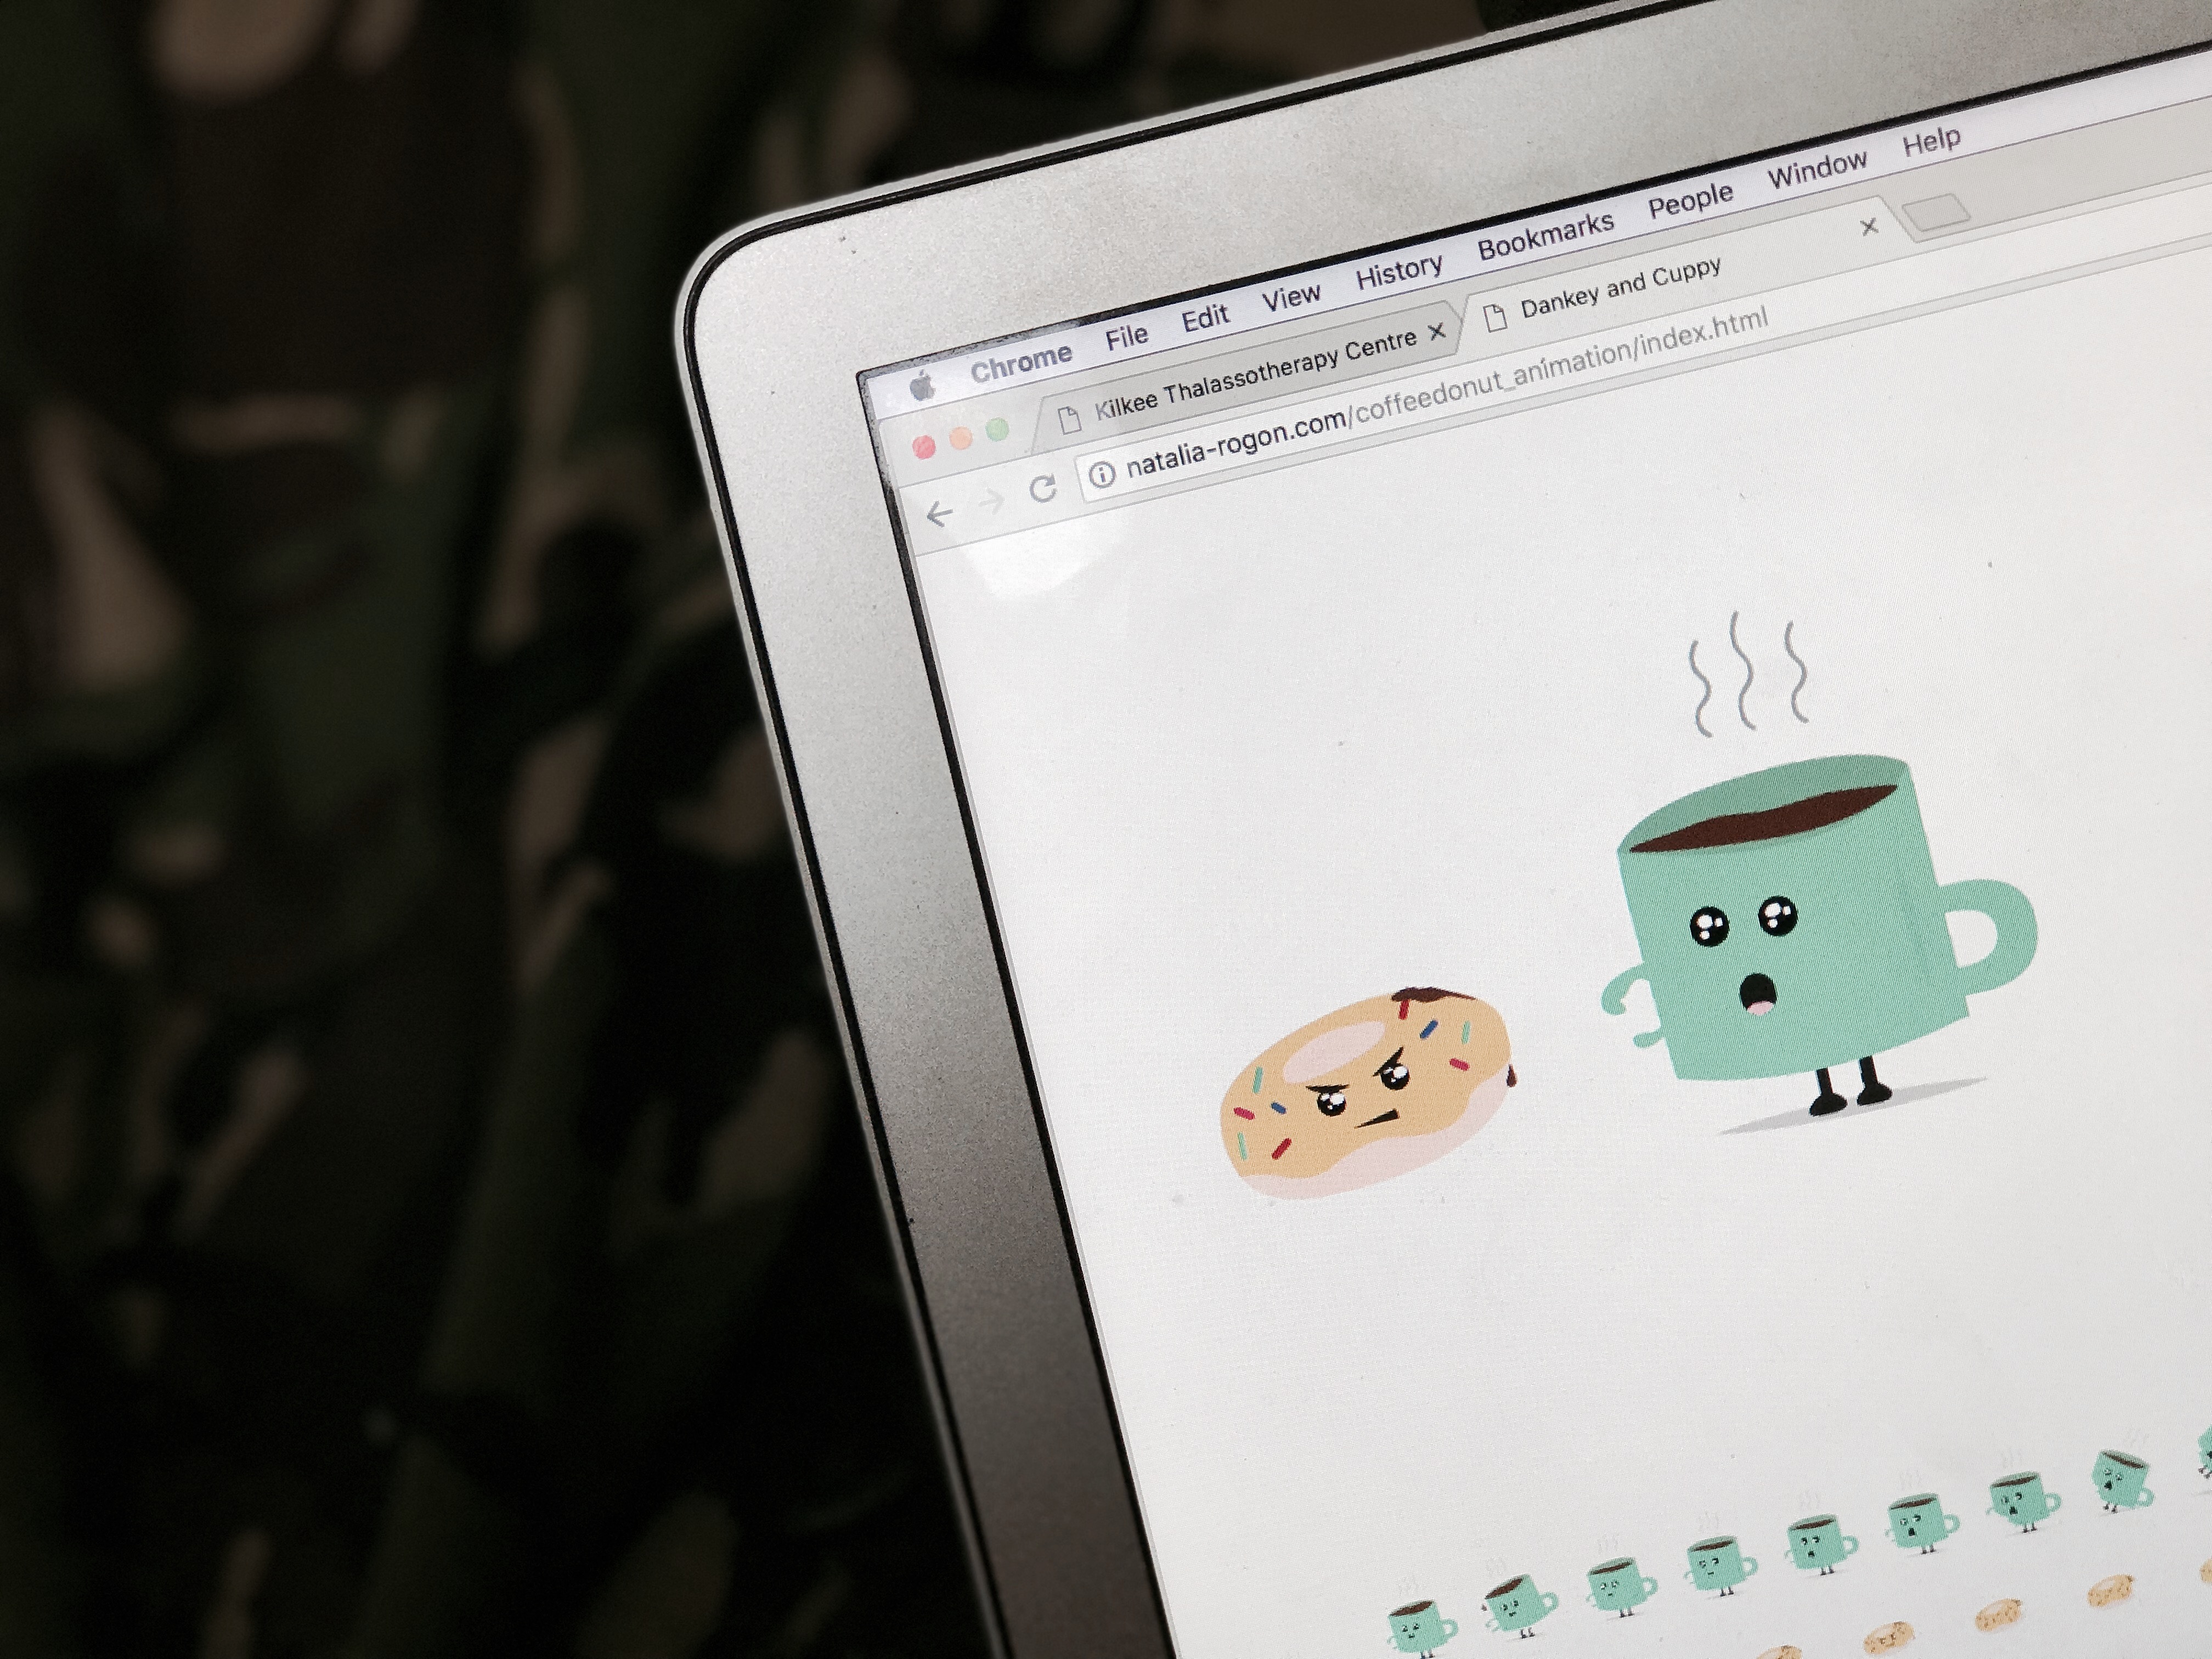 Chrome File Edit View History Bookmarks People Window Help
Kilkee Thalassotherapy Centre
Dankey and Cuppy
natalia-rogon.com/coffeedonut_animation/index.html